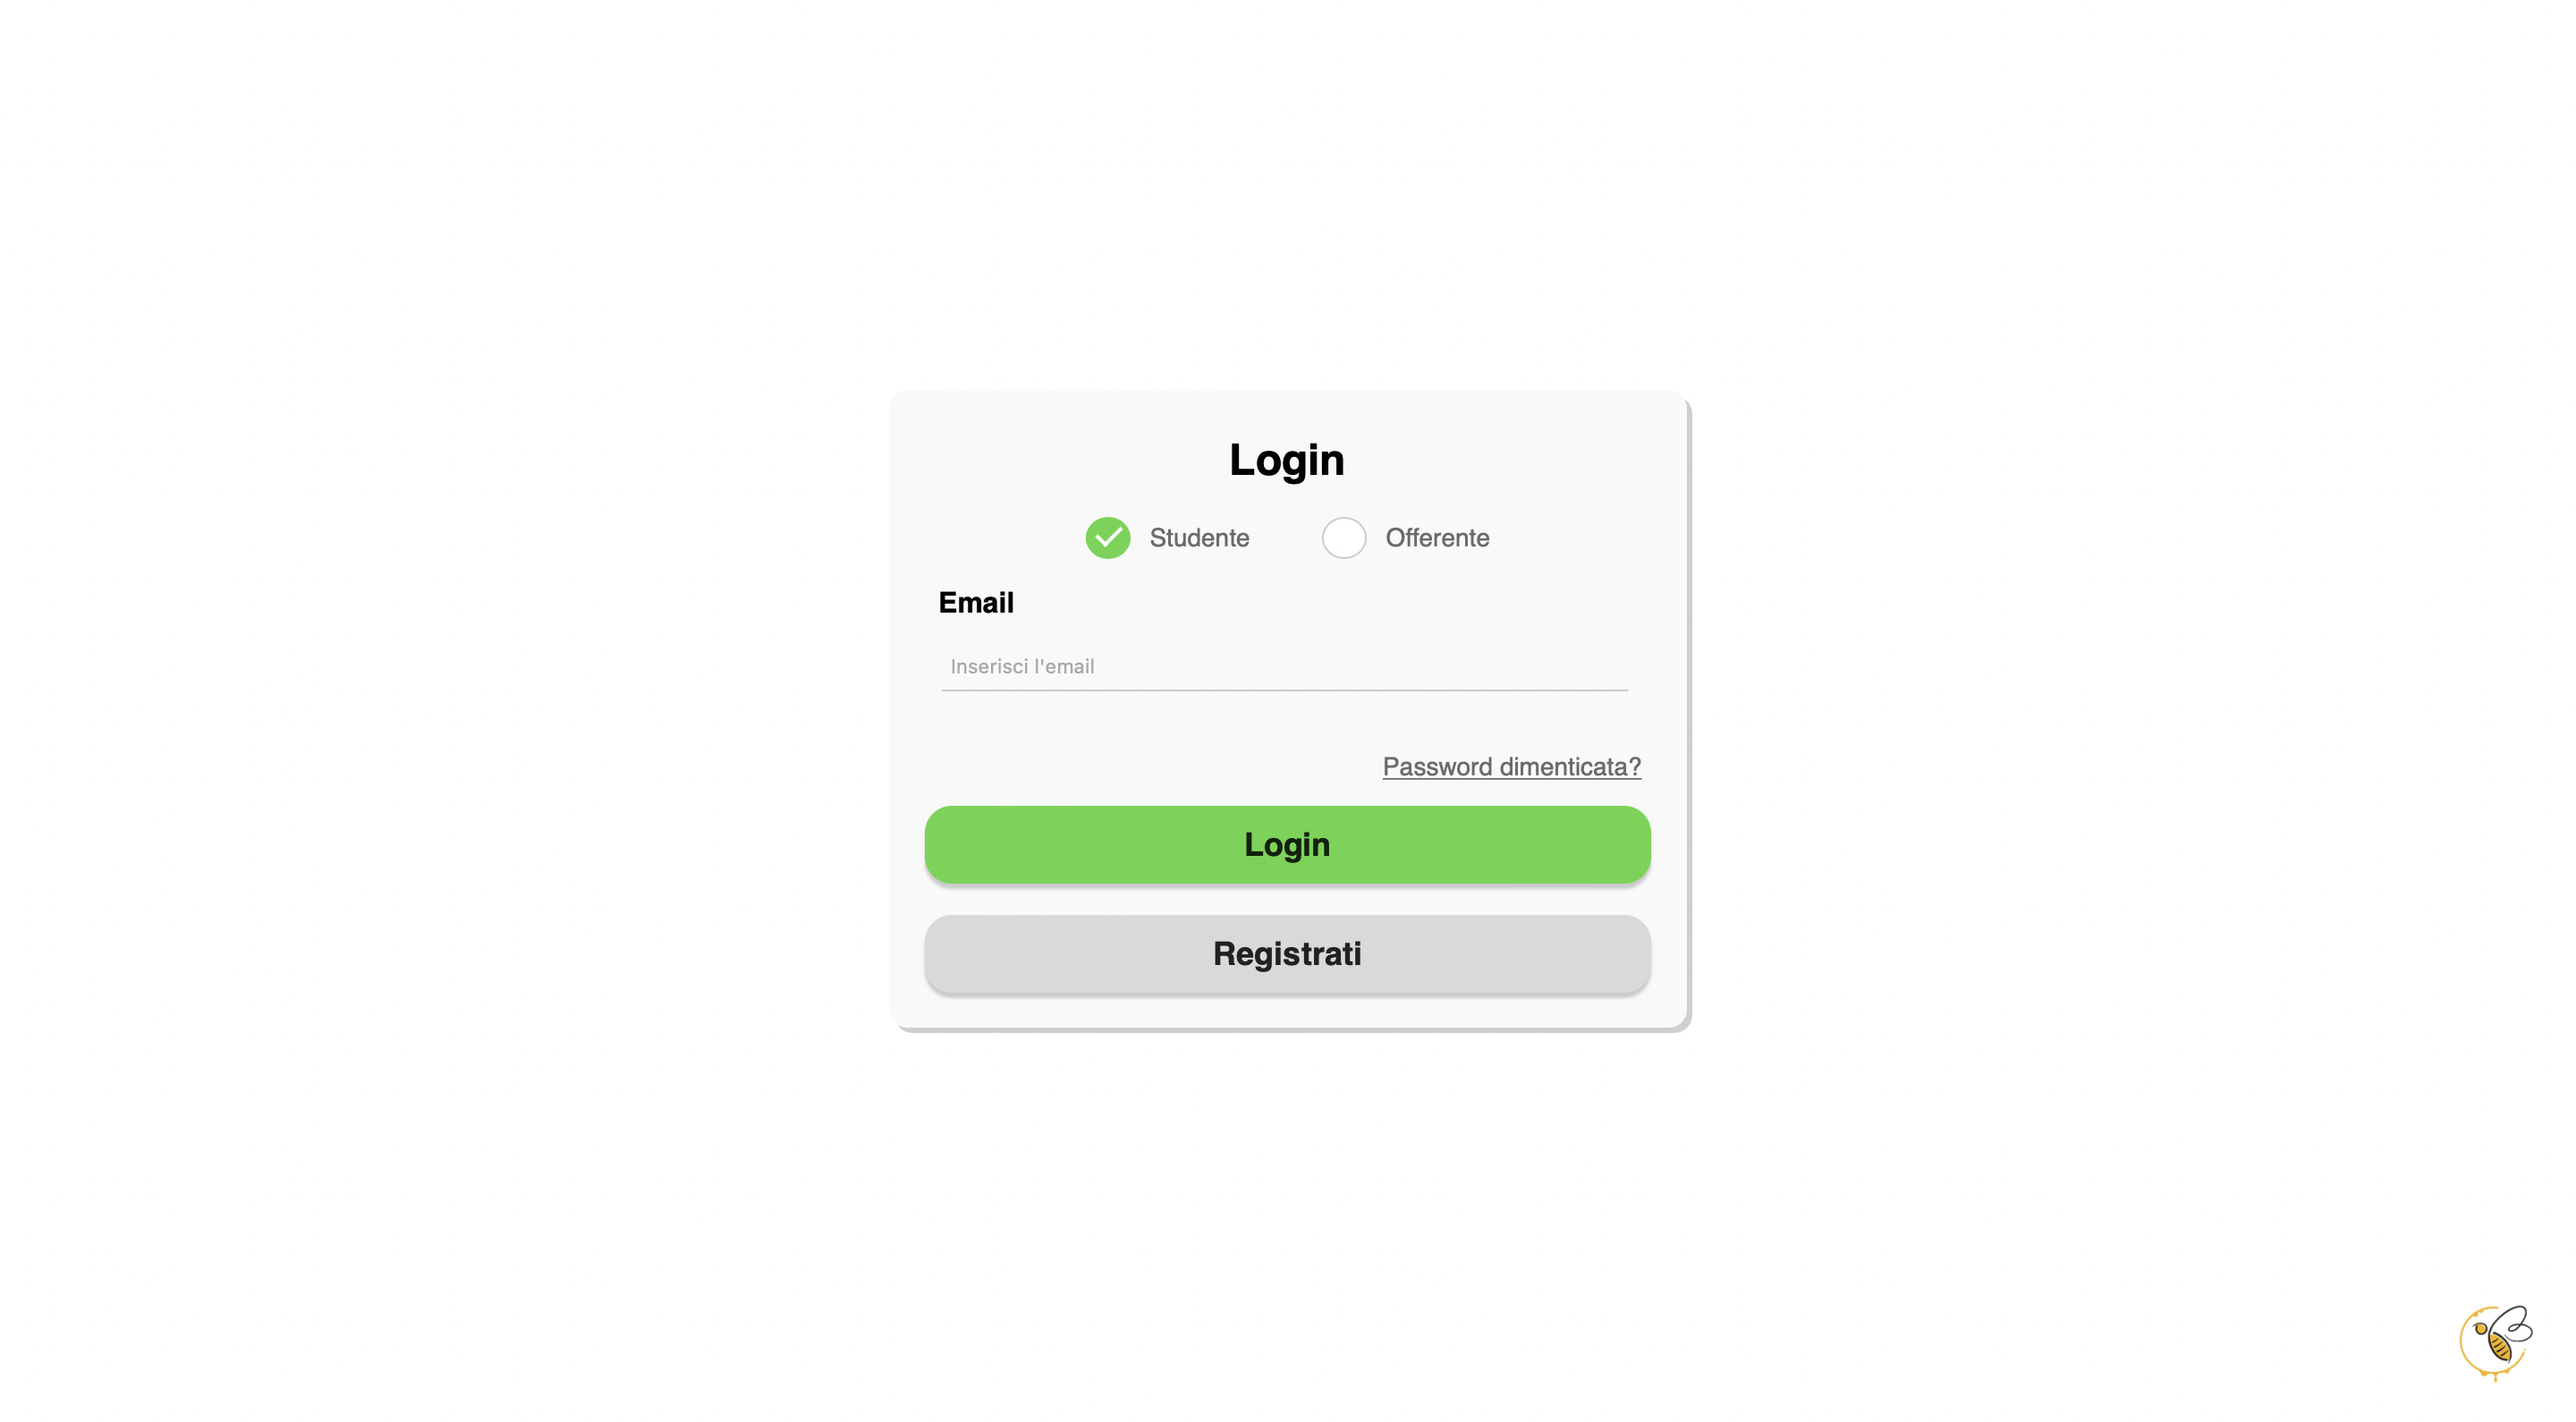 Login
Studente
Offerente
Email
Inserisci l'email
Password dimenticata?
Login
Registrati